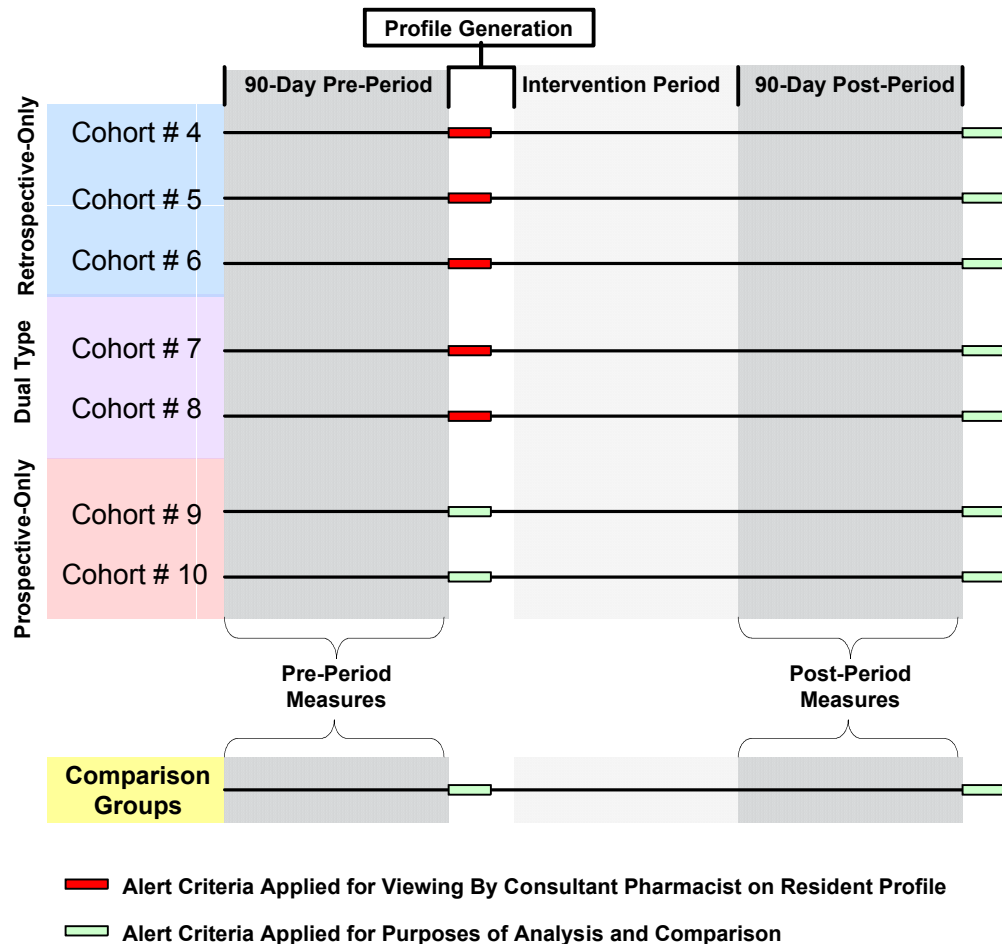 Profile Generation
90-Day Pre-Period
Intervention Period
90-Day Post-Period
Retrospective-Only
Cohort # 4
Cohort # 5
Cohort # 6
Dual Type
Cohort # 7
Cohort # 8
Prospective-Only
Cohort # 9
Cohort # 10
Pre-Period
Measures
Post-Period
Measures
Comparison
Groups
Alert Criteria Applied for Viewing By Consultant Pharmacist on Resident Profile
Alert Criteria Applied for Purposes of Analysis and Comparison